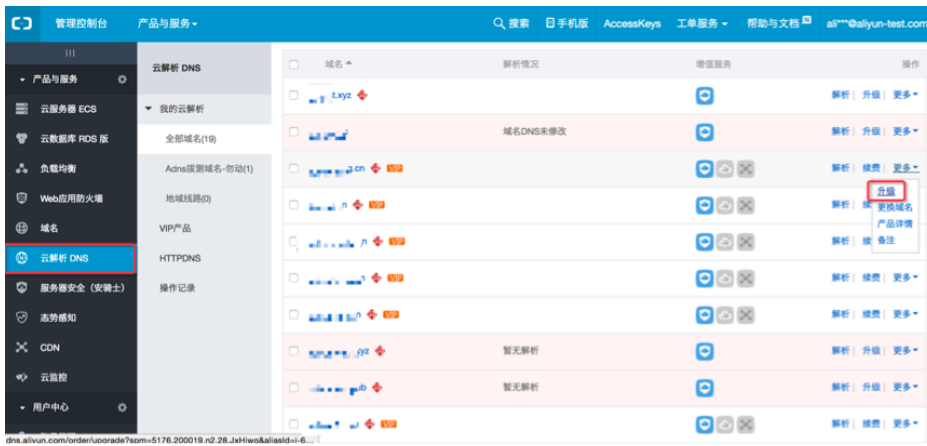 管理控制台 产品与服务 搜索 手机版 AccessKeys 工单服务 帮助与文档 ali***@aliyun-test.com
产品与服务
云服务器 ECS
云数据库 RDS 版
负载均衡
Web应用防火墙
域名
云解析 DNS
服务器安全（安骑士）
态势感知
CDN
云监控
用户中心
云解析 DNS
我的云解析
全部域名(19)
Adns拨测域名-勿动(1)
地域线路(0)
VIP产品
HTTPDNS
操作记录
域名 解析情况 增值服务 操作
t.xyz 解析 升级 更多
域名DNS未修改 解析 升级 更多
.cn VIP 解析 续费 更多
升级
更换域名
产品详情
备注
n VIP 解析
n VIP 解析
VIP 解析 续费 更多
VIP 解析 续费 更多
暂无解析 解析 升级 更多
暂无解析 解析 升级 更多
VIP 解析 续费 更多
dns.aliyun.com/order/upgrade?spm=5176.200019.n2.28.JxHiwo&aliasId=i-6...